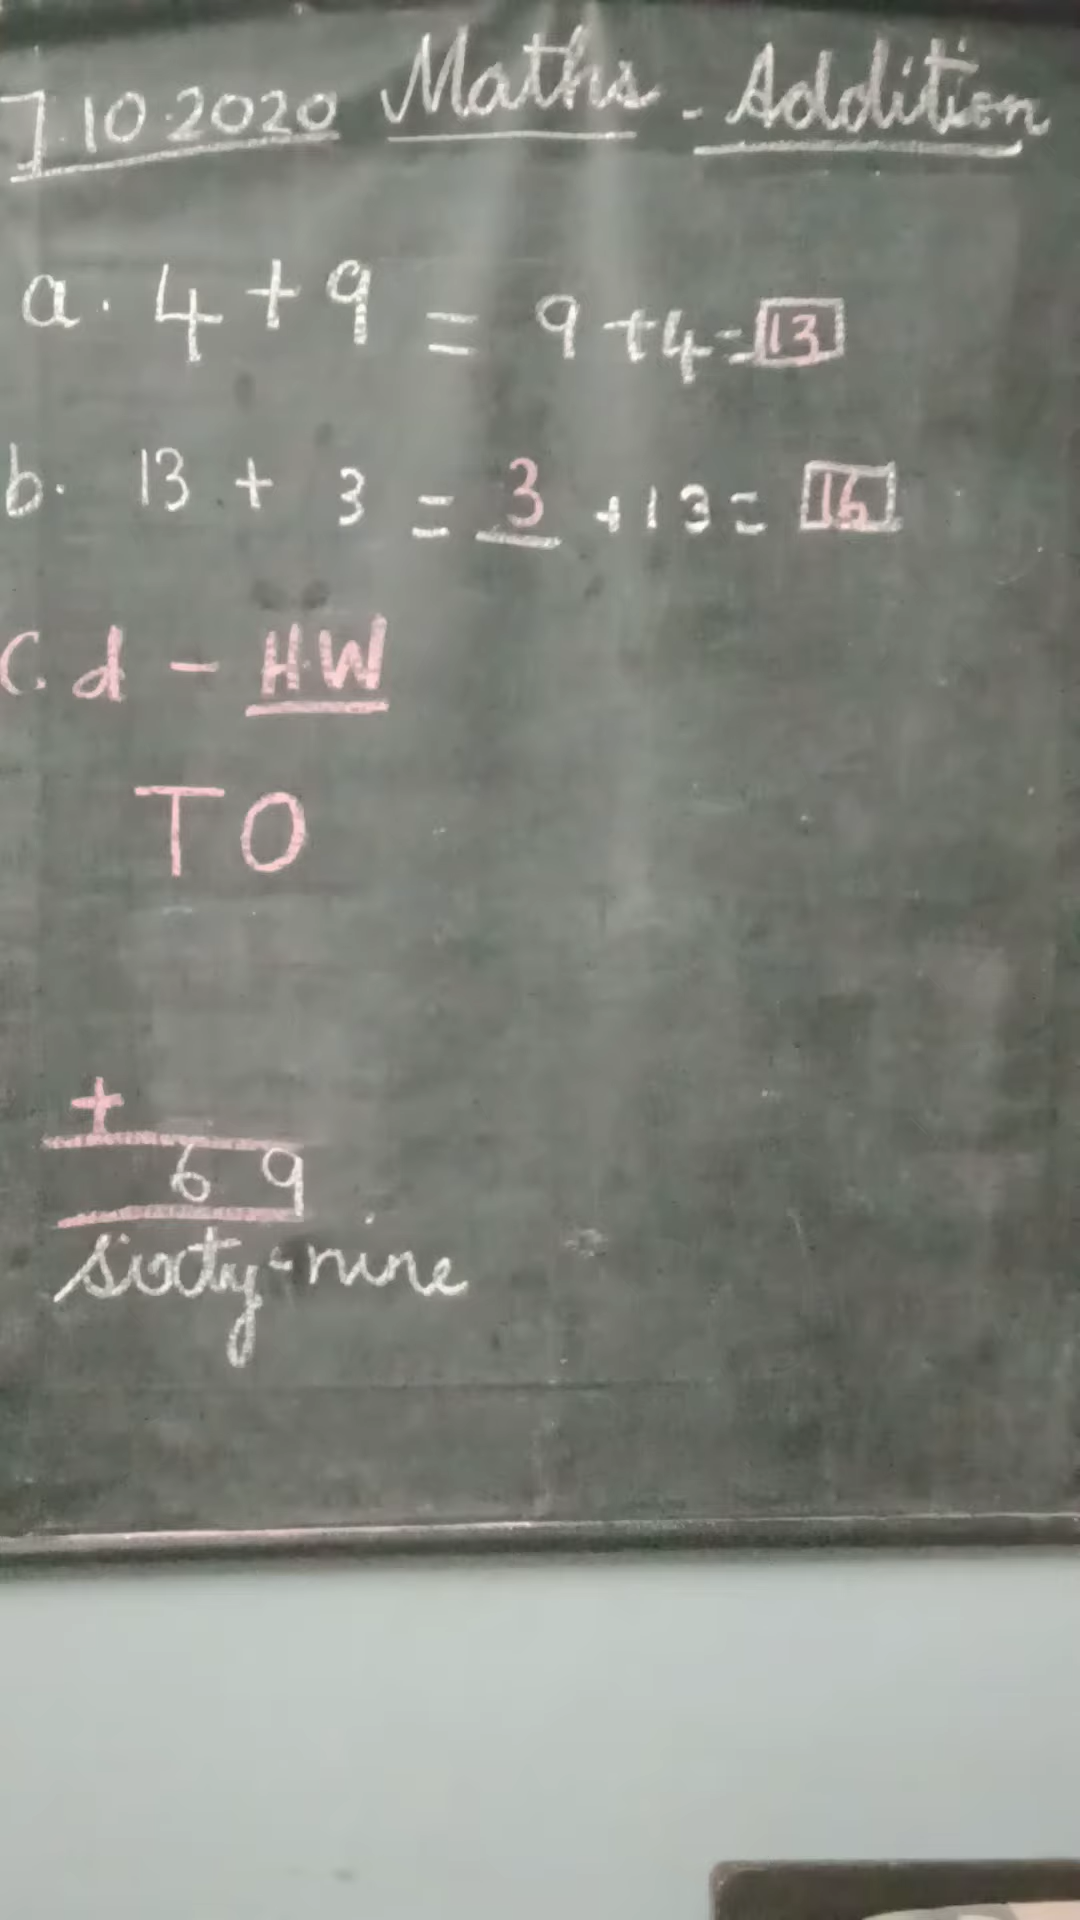 7.10.2020 Maths - Addition
a. 4 + 9 = 9 + 4 = 13
b. 13 + 3 = 3 + 13 = 16
C. d - H.W
T O
+
6 9
sixty-nine